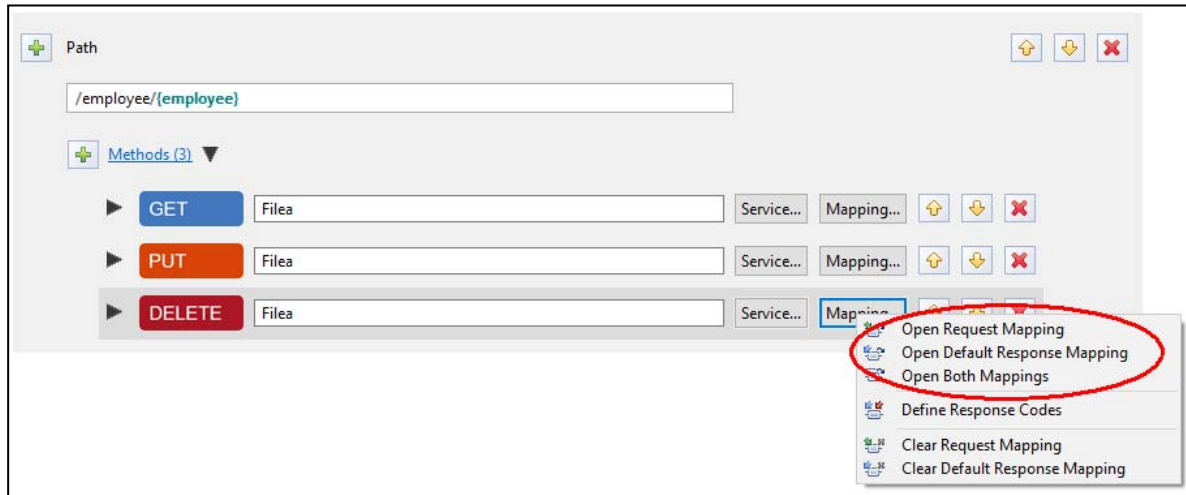 Path
/employee/{employee}
Methods (3)
GET Filea Service... Mapping...
PUT Filea Service... Mapping...
DELETE Filea Service... Mapping...
Open Request Mapping
Open Default Response Mapping
Open Both Mappings
Define Response Codes
Clear Request Mapping
Clear Default Response Mapping